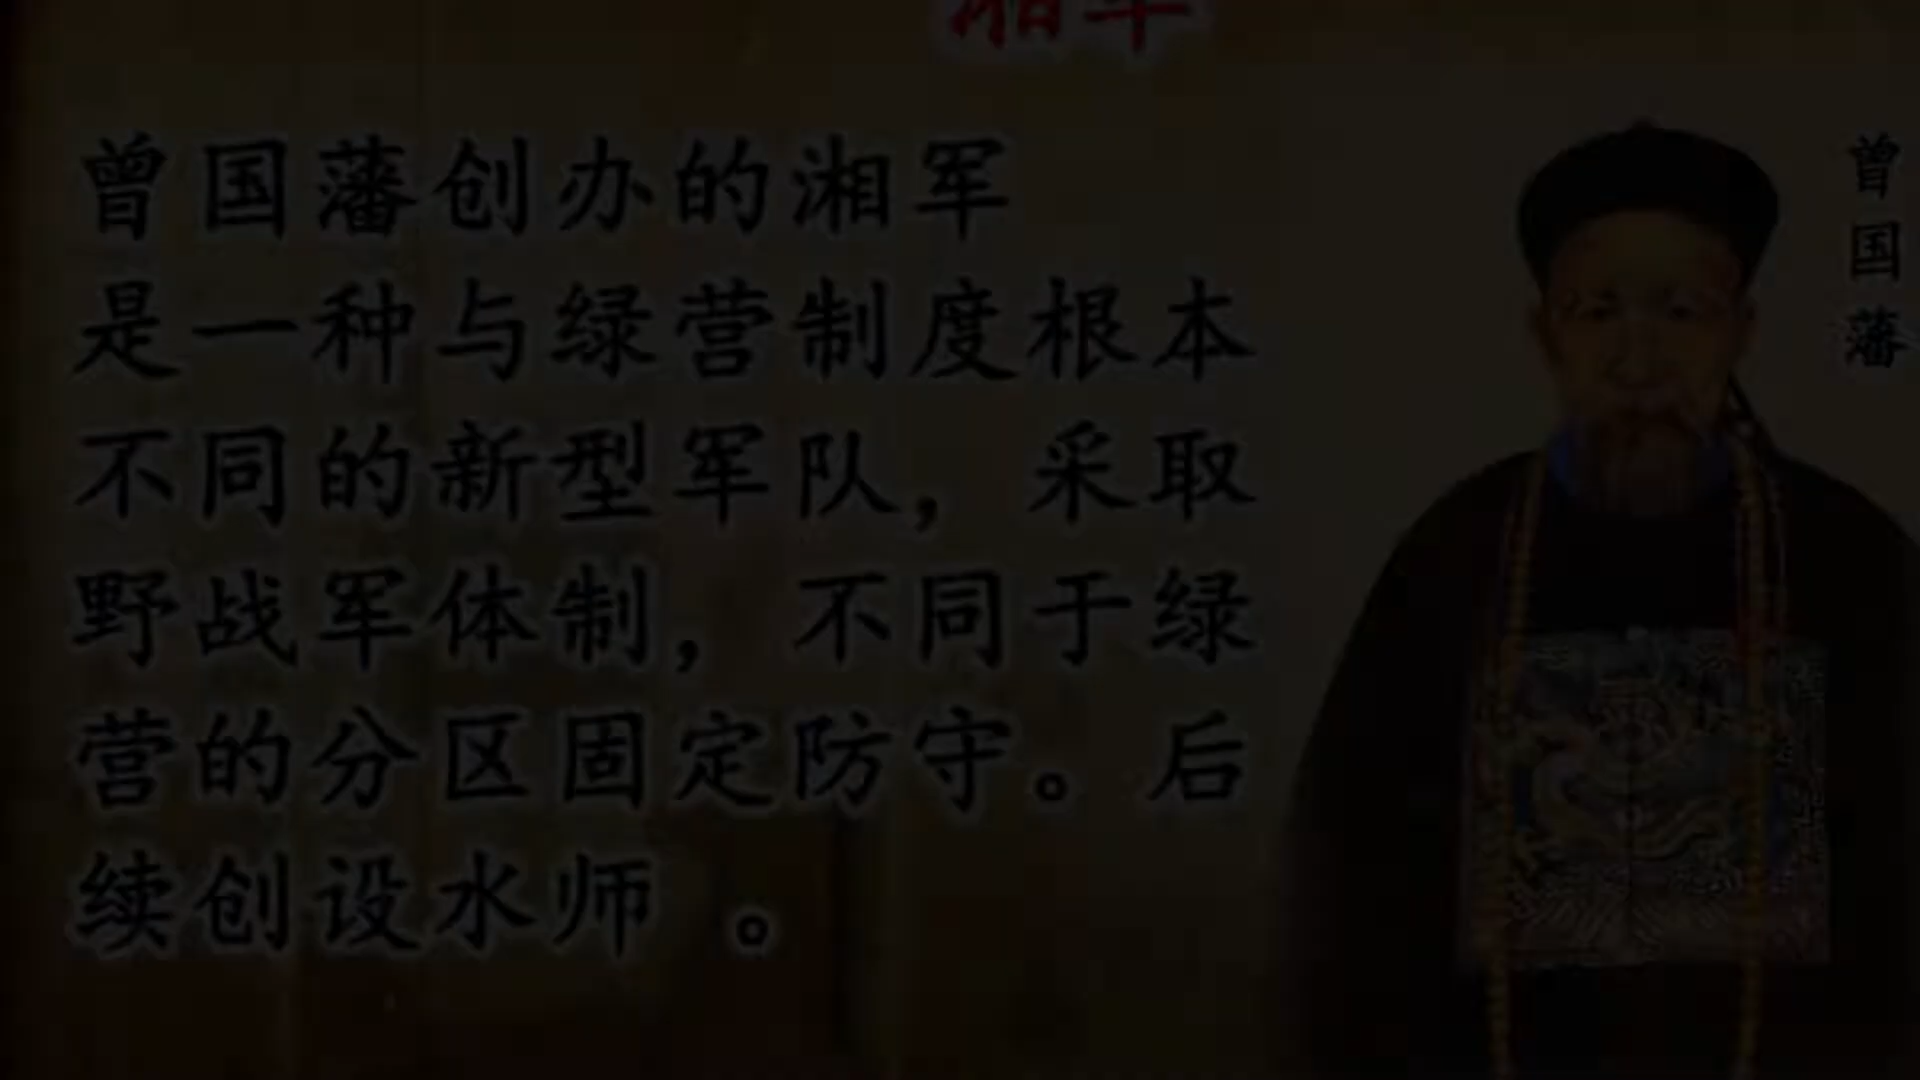 湘军
曾国藩创办的湘军
是一种与绿营制度根本
不同的新型军队，采取
野战军体制，不同于绿
营的分区固定防守。后
续创设水师 。
曾国藩